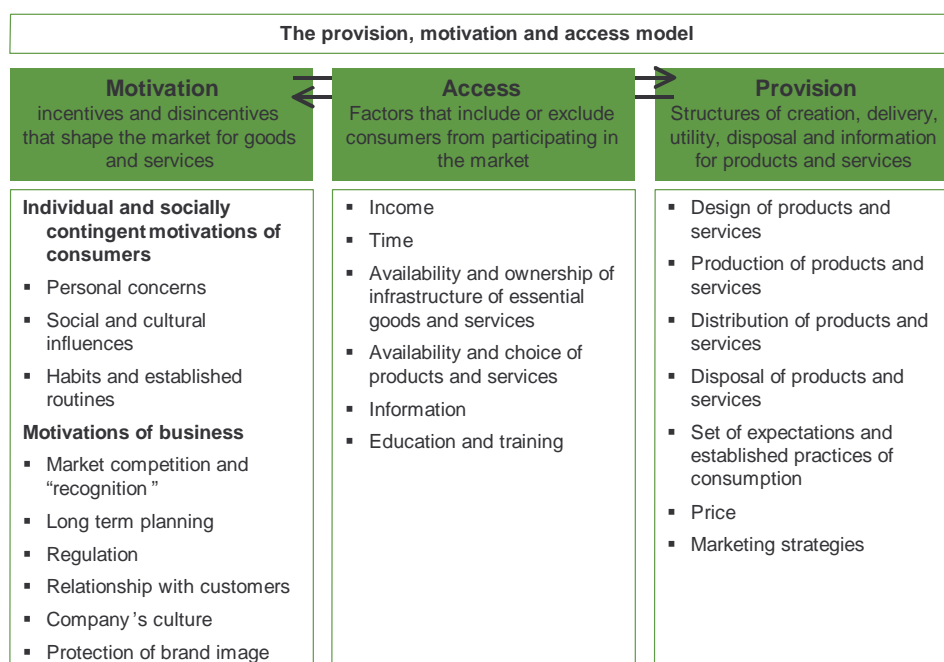 The provision, motivation and access model
Motivation
incentives and disincentives
that shape the market for goods
and services
Access
Factors that include or exclude
consumers from participating in
the market
Provision
Structures of creation, delivery,
utility, disposal and information
for products and services
Individual and socially
contingent motivations of
consumers
▪ Personal concerns
▪ Social and cultural
influences
▪ Habits and established
routines
Motivations of business
▪ Market competition and
“recognition ”
▪ Long term planning
▪ Regulation
▪ Relationship with customers
▪ Company ’s culture
▪ Protection of brand image
▪ Income
▪ Time
▪ Availability and ownership of
infrastructure of essential
goods and services
▪ Availability and choice of
products and services
▪ Information
▪ Education and training
▪ Design of products and
services
▪ Production of products and
services
▪ Distribution of products and
services
▪ Disposal of products and
services
▪ Set of expectations and
established practices of
consumption
▪ Price
▪ Marketing strategies